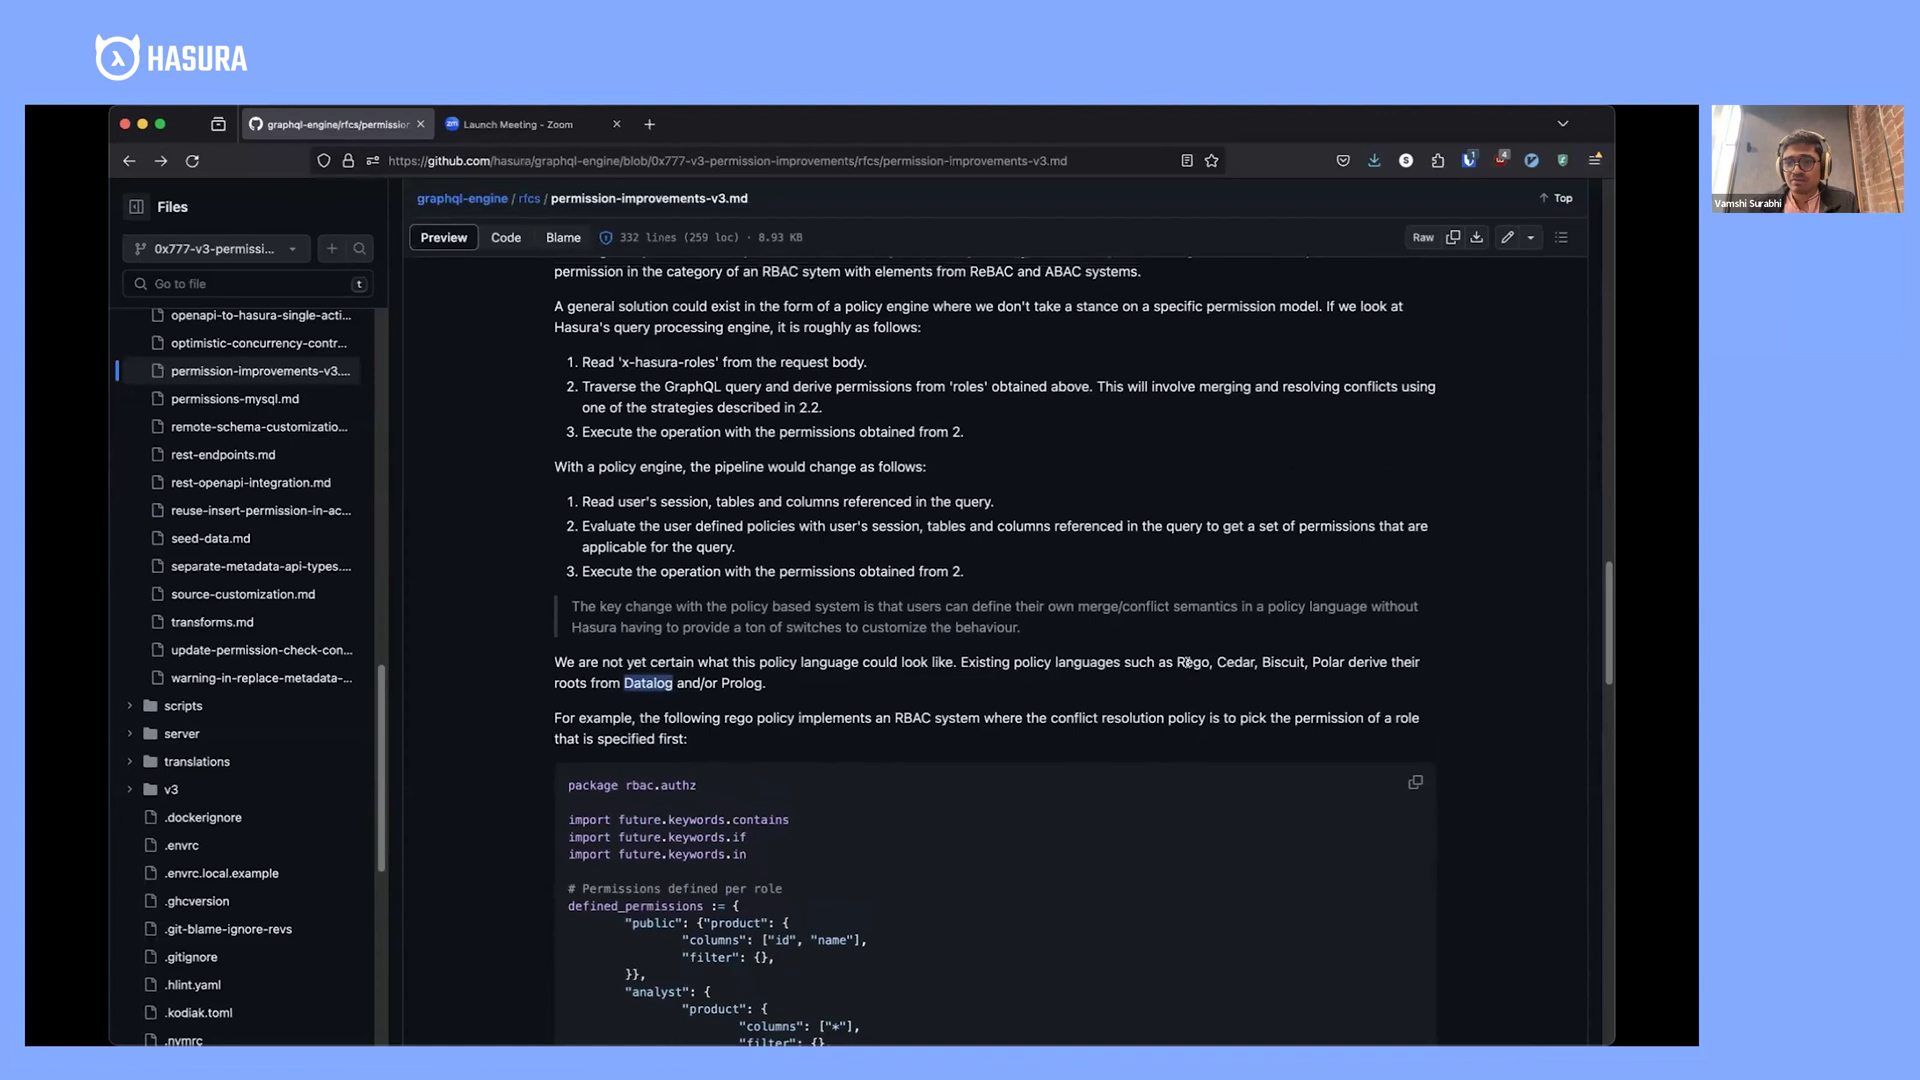 HASURA
graphql-engine/rfcs/permission
Launch Meeting - Zoom
https://github.com/hasura/graphql-engine/blob/0x777-v3-permission-improvements/rfcs/permission-improvements-v3.md
Vamshi Surabhi
Files
graphql-engine / rfcs / permission-improvements-v3.md
Top
0x777-v3-permissi...
Preview
Code
Blame
332 lines (259 loc) · 8.93 KB
Raw
Go to file
t
openapi-to-hasura-single-acti...
optimistic-concurrency-contr...
permission-improvements-v3....
permissions-mysql.md
remote-schema-customizatio...
rest-endpoints.md
rest-openapi-integration.md
reuse-insert-permission-in-ac...
seed-data.md
separate-metadata-api-types....
source-customization.md
transforms.md
update-permission-check-con...
warning-in-replace-metadata-...
scripts
server
translations
v3
.dockerignore
.envrc
.envrc.local.example
.ghcversion
.git-blame-ignore-revs
.gitignore
.hlint.yaml
.kodiak.toml
.nvmrc
permission in the category of an RBAC sytem with elements from ReBAC and ABAC systems.
A general solution could exist in the form of a policy engine where we don't take a stance on a specific permission model. If we look at
Hasura's query processing engine, it is roughly as follows:
1. Read 'x-hasura-roles' from the request body.
2. Traverse the GraphQL query and derive permissions from 'roles' obtained above. This will involve merging and resolving conflicts using
one of the strategies described in 2.2.
3. Execute the operation with the permissions obtained from 2.
With a policy engine, the pipeline would change as follows:
1. Read user's session, tables and columns referenced in the query.
2. Evaluate the user defined policies with user's session, tables and columns referenced in the query to get a set of permissions that are
applicable for the query.
3. Execute the operation with the permissions obtained from 2.
The key change with the policy based system is that users can define their own merge/conflict semantics in a policy language without
Hasura having to provide a ton of switches to customize the behaviour.
We are not yet certain what this policy language could look like. Existing policy languages such as Rego, Cedar, Biscuit, Polar derive their
roots from Datalog and/or Prolog.
For example, the following rego policy implements an RBAC system where the conflict resolution policy is to pick the permission of a role
that is specified first:
package rbac.authz
import future.keywords.contains
import future.keywords.if
import future.keywords.in
# Permissions defined per role
defined_permissions := {
"public": {"product": {
"columns": ["id", "name"],
"filter": {},
}},
"analyst": {
"product": {
"columns": ["*"],
"filter": {},